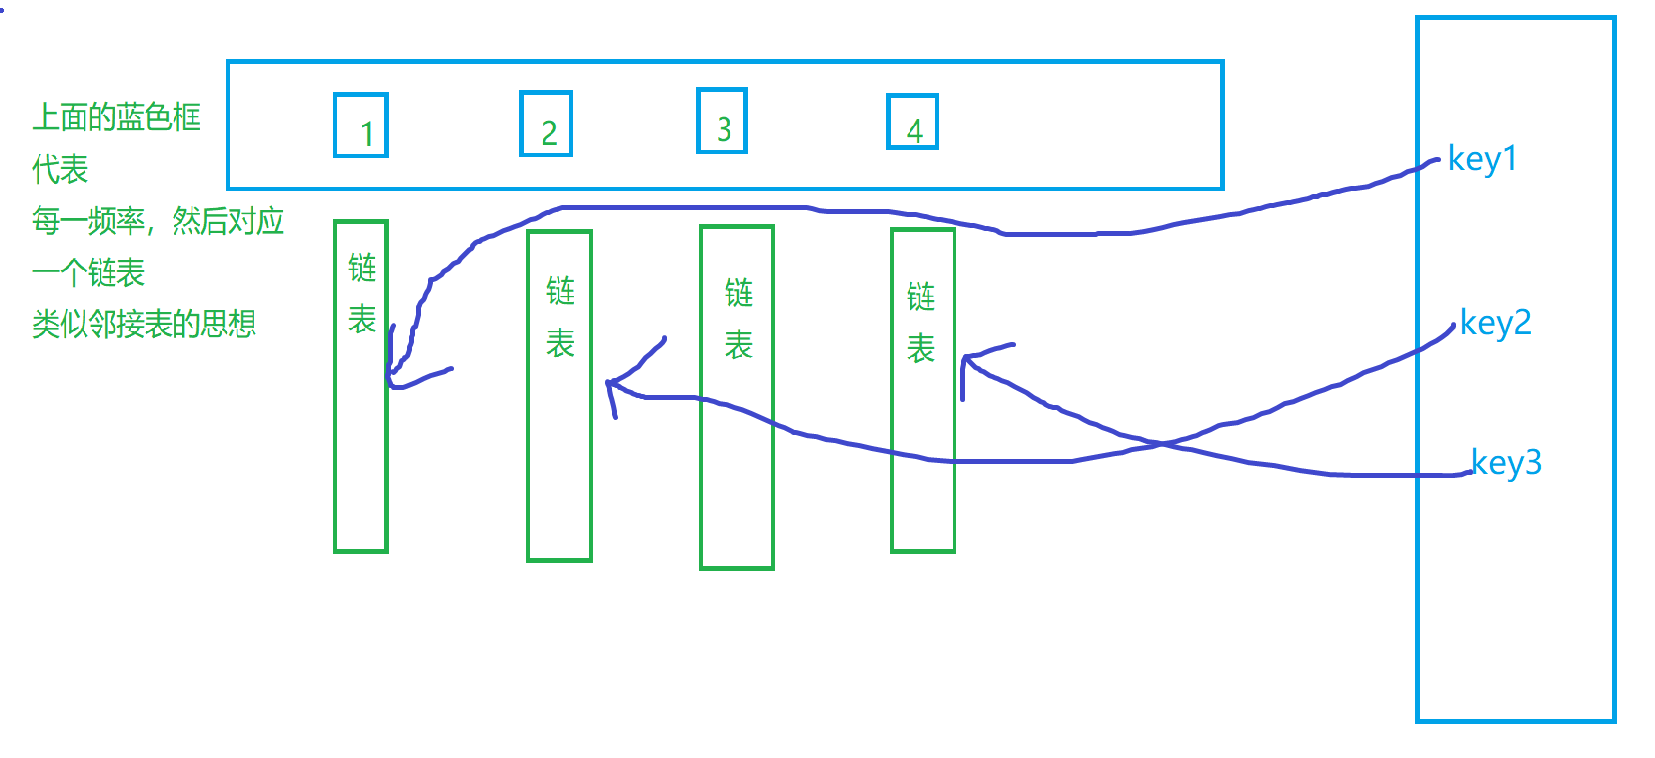 上面的蓝色框
代表
每一频率，然后对应
一个链表
类似邻接表的思想
1
2
3
4
链
表
链
表
链
表
链
表
key1
key2
key3